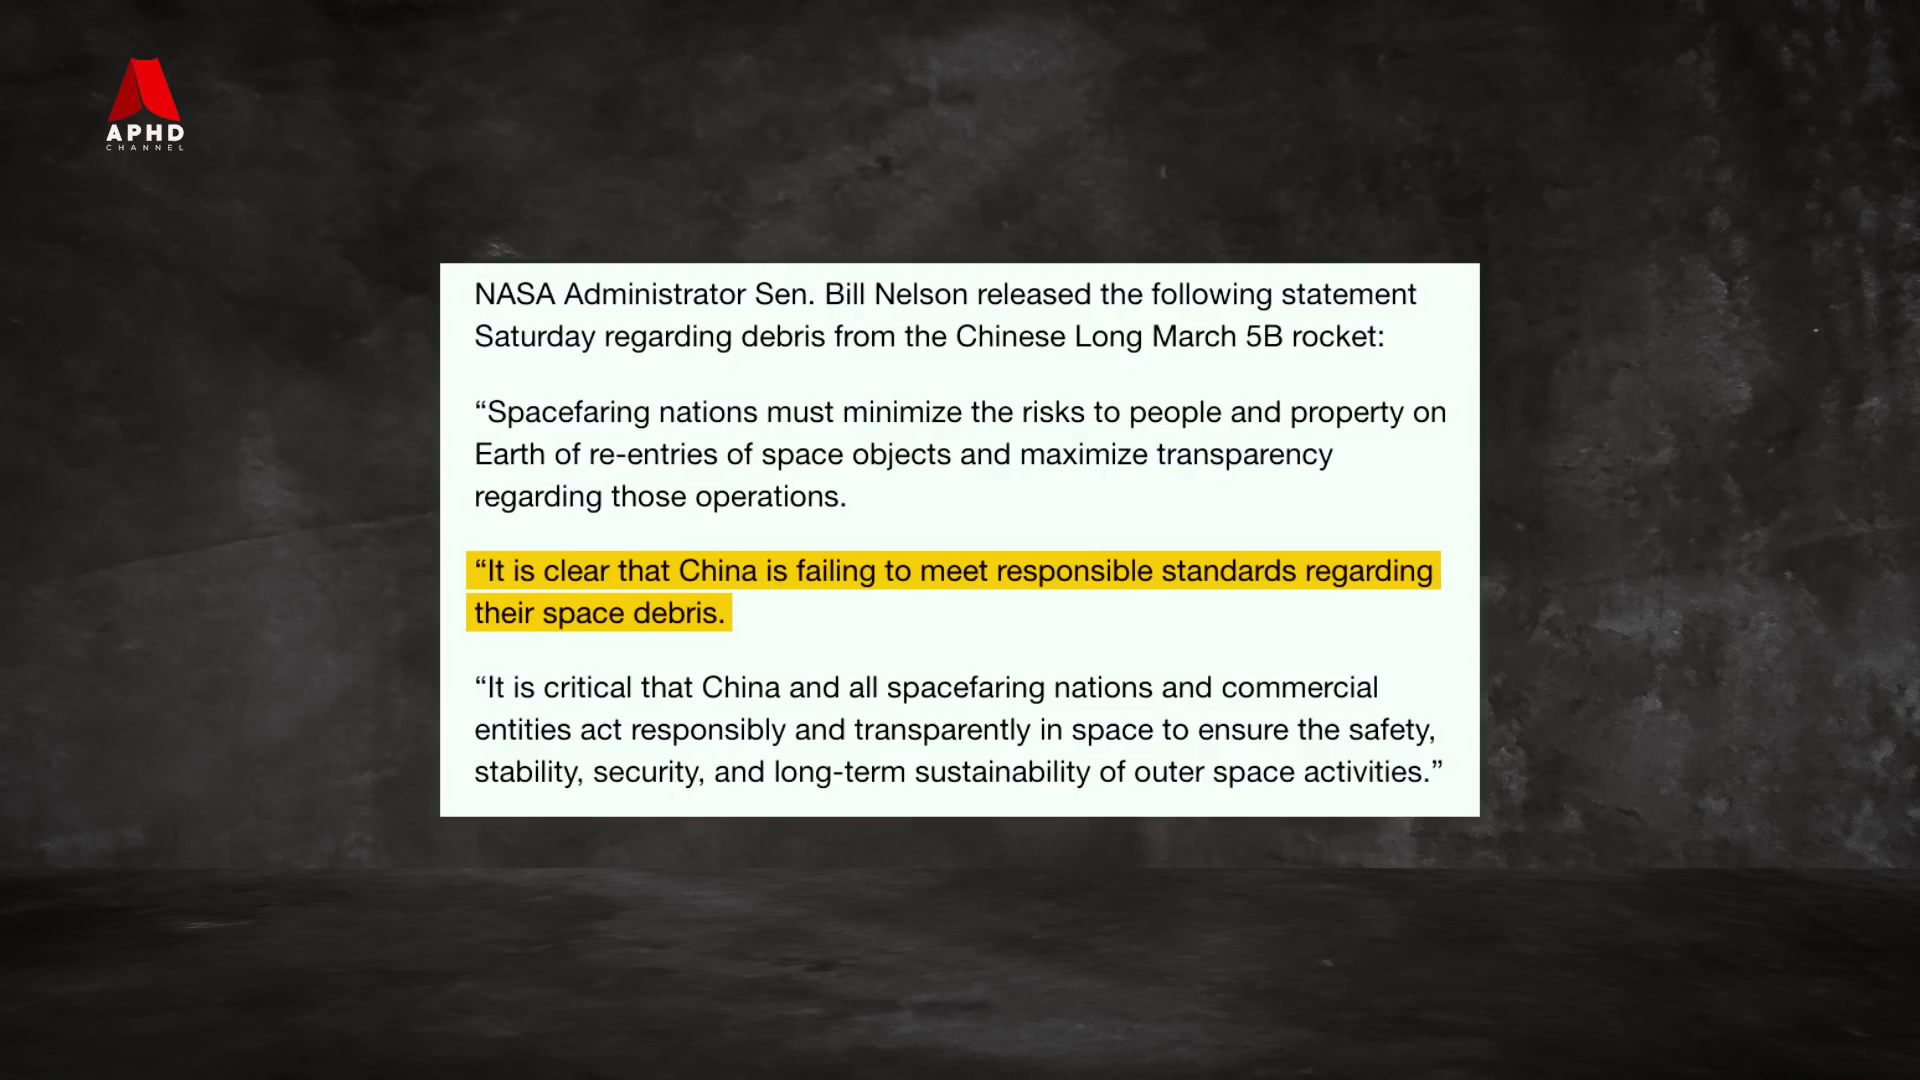 APHD
CHANNEL
NASA Administrator Sen. Bill Nelson released the following statement
Saturday regarding debris from the Chinese Long March 5B rocket:
“Spacefaring nations must minimize the risks to people and property on
Earth of re-entries of space objects and maximize transparency
regarding those operations.
“It is clear that China is failing to meet responsible standards regarding
their space debris.
“It is critical that China and all spacefaring nations and commercial
entities act responsibly and transparently in space to ensure the safety,
stability, security, and long-term sustainability of outer space activities.”